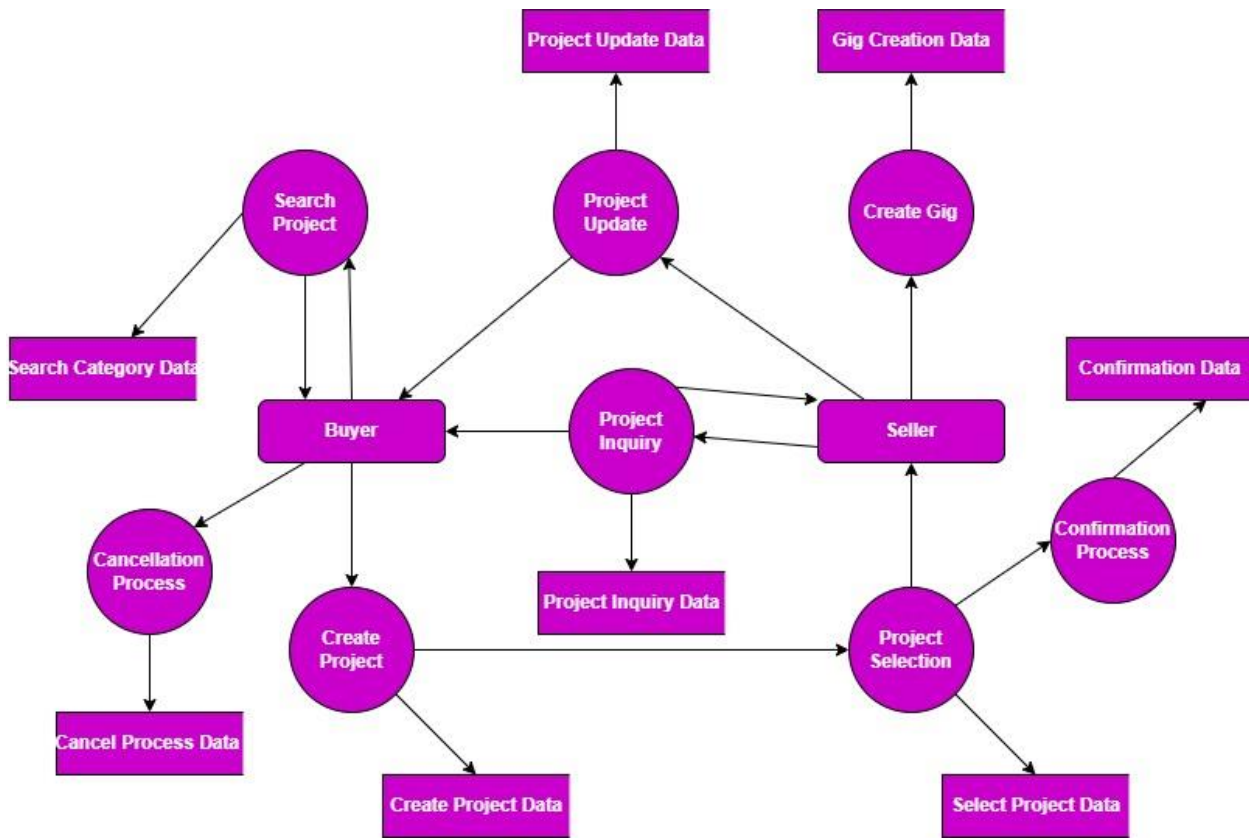 Project Update Data
Gig Creation Data
Search
Project
Project
Update
Create Gig
Search Category Data
Confirmation Data
Buyer
Project
Inquiry
Seller
Cancellation
Process
Confirmation
Process
Project Inquiry Data
Create
Project
Project
Selection
Cancel Process Data
Create Project Data
Select Project Data